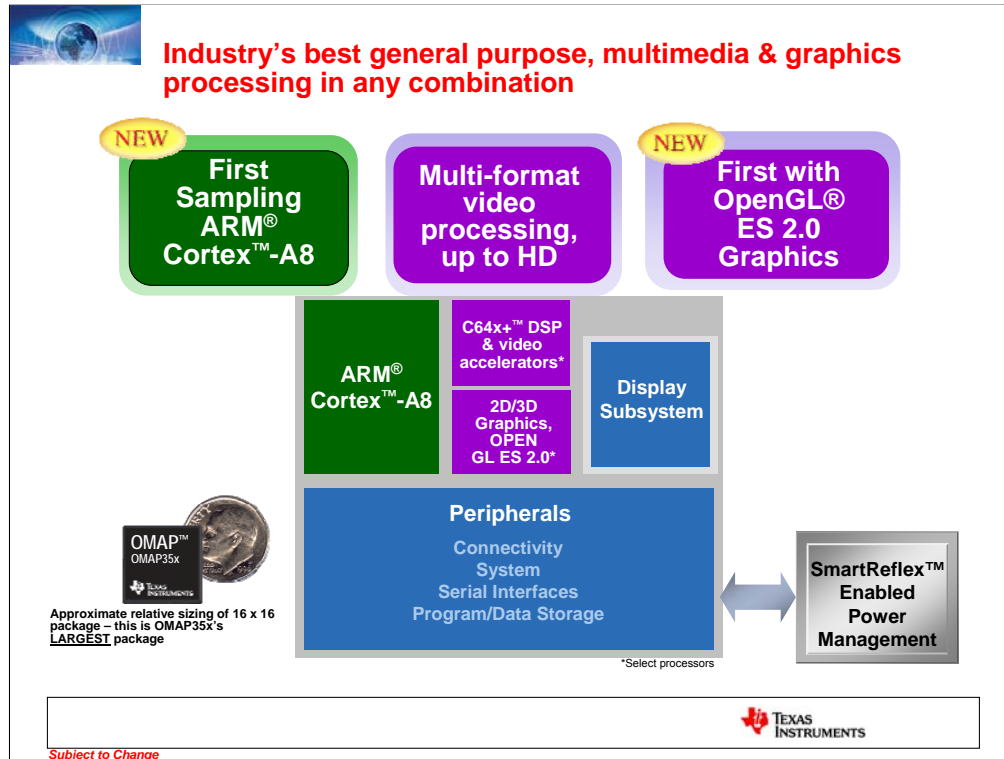 Industry's best general purpose, multimedia & graphics
processing in any combination
NEW
First
Sampling
ARM®
Cortex™-A8
Multi-format
video
processing,
up to HD
NEW
First with
OpenGL®
ES 2.0
Graphics
ARM®
Cortex™-A8
C64x+™ DSP
& video
accelerators*
2D/3D
Graphics,
OPEN
GL ES 2.0*
Display
Subsystem
Peripherals
Connectivity
System
Serial Interfaces
Program/Data Storage
OMAP™
OMAP35x
TEXAS
INSTRUMENTS
Approximate relative sizing of 16 x 16
package – this is OMAP35x's
LARGEST package
SmartReflex™
Enabled
Power
Management
*Select processors
TEXAS
INSTRUMENTS
Subject to Change